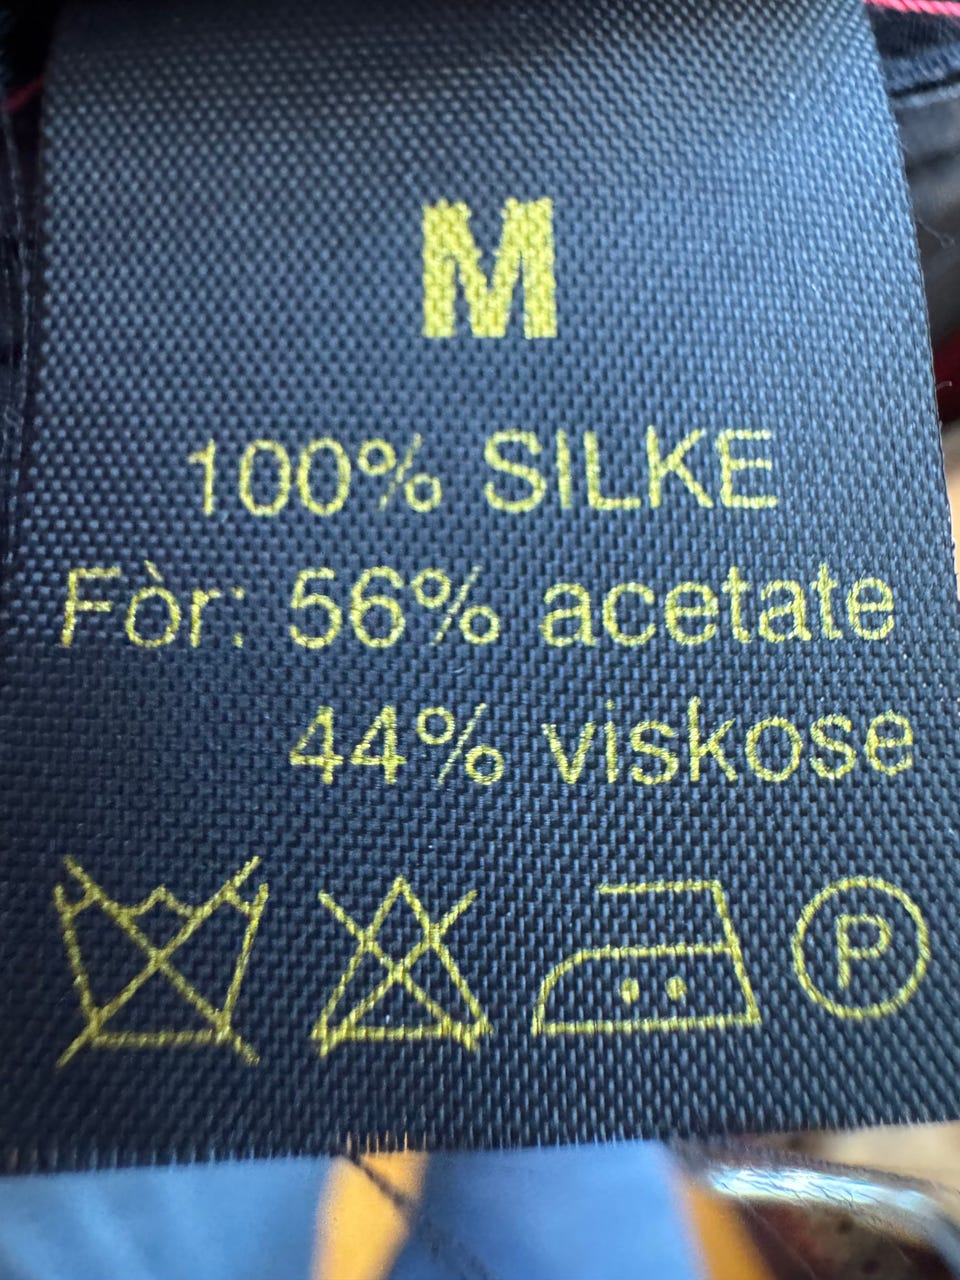 M
100% SILKE
Fòr: 56% acetate
44% viskose
P